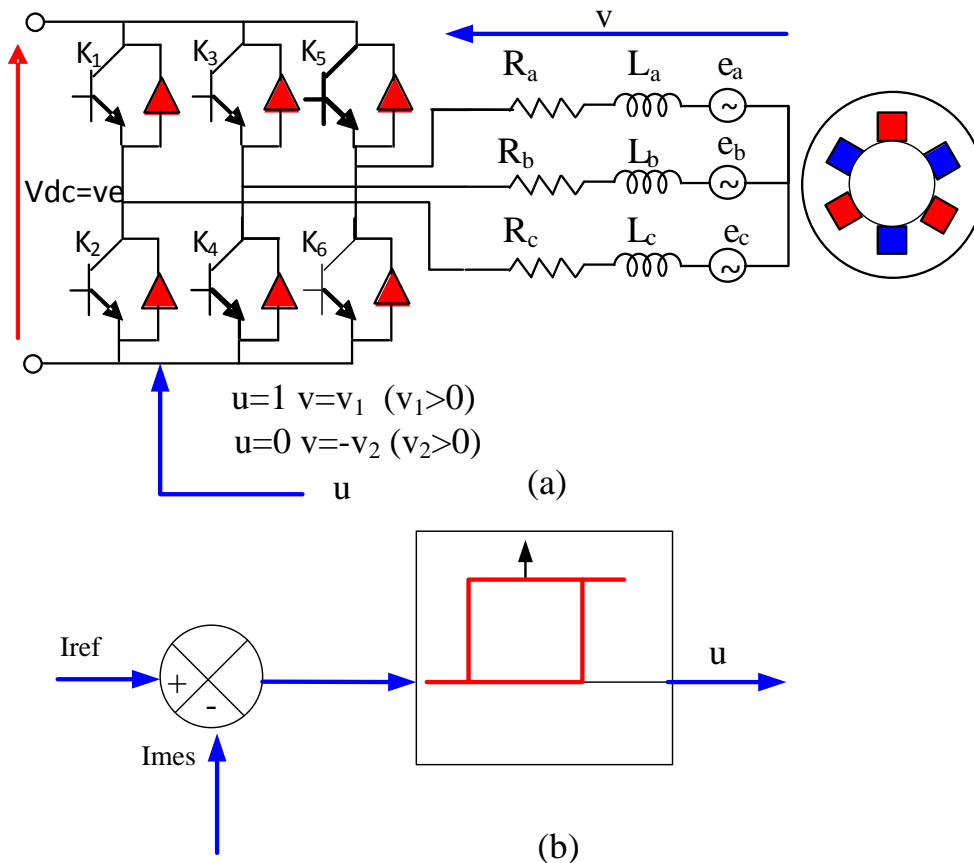 v
K1 K3 K5
Ra La ea
Rb Lb eb
Vdc=ve
Rc Lc ec
K2 K4 K6
u=1 v=v1 (v1>0)
u=0 v=-v2 (v2>0)
u
(a)
Iref
+
-
u
Imes
(b)